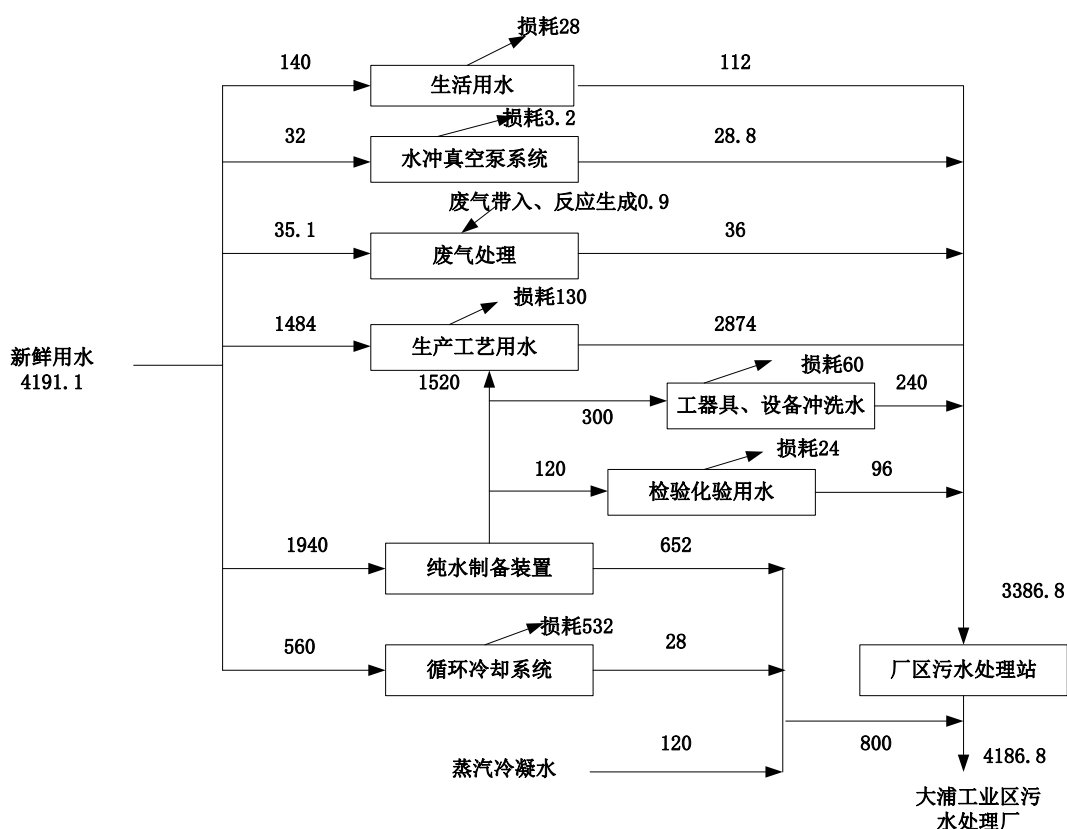 损耗28
140
生活用水
112
损耗3.2
32
水冲真空泵系统
28.8
废气带入、反应生成0.9
35.1
废气处理
36
损耗130
1484
生产工艺用水
2874
新鲜用水
4191.1
1520
损耗60
300
工器具、设备冲洗水
240
损耗24
120
检验化验用水
96
1940
纯水制备装置
652
3386.8
损耗532
560
循环冷却系统
28
厂区污水处理站
120
800
蒸汽冷凝水
4186.8
大浦工业区污
水处理厂